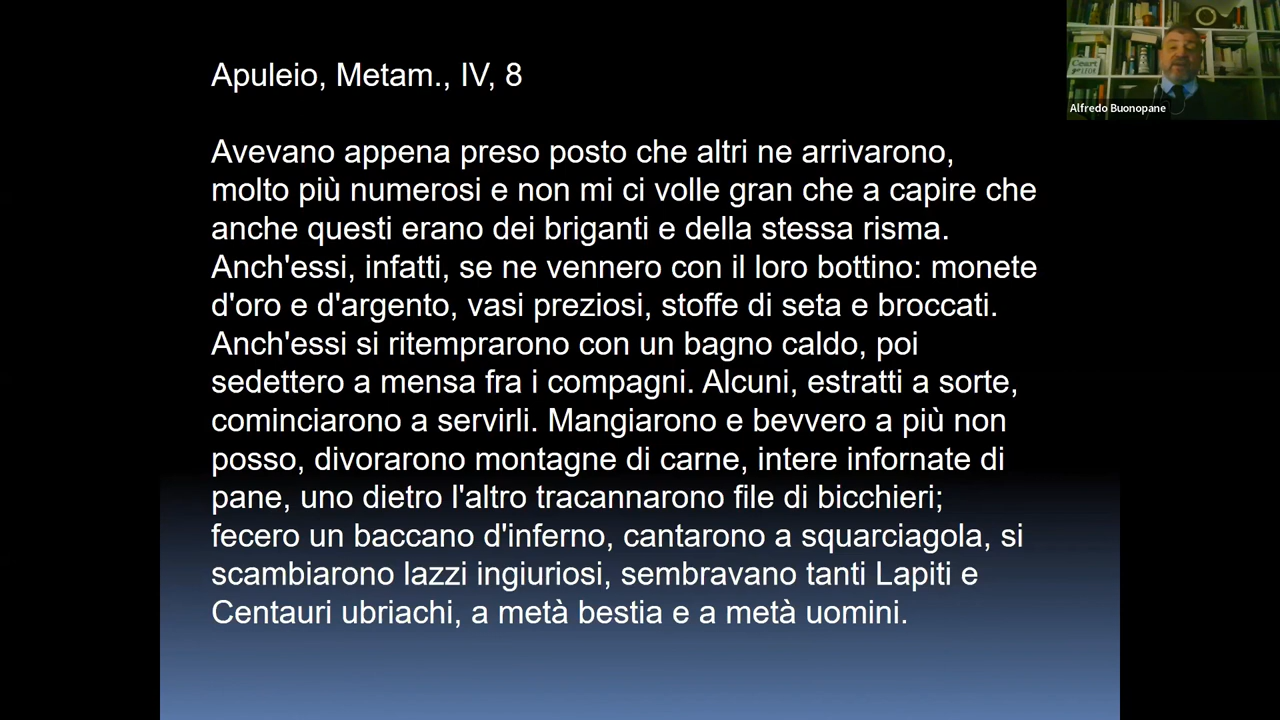 Apuleio, Metam., IV, 8
Avevano appena preso posto che altri ne arrivarono,
molto più numerosi e non mi ci volle gran che a capire che
anche questi erano dei briganti e della stessa risma.
Anch'essi, infatti, se ne vennero con il loro bottino: monete
d'oro e d'argento, vasi preziosi, stoffe di seta e broccati.
Anch'essi si ritemprarono con un bagno caldo, poi
sedettero a mensa fra i compagni. Alcuni, estratti a sorte,
cominciarono a servirli. Mangiarono e bevvero a più non
posso, divorarono montagne di carne, intere infornate di
pane, uno dietro l'altro tracannarono file di bicchieri;
fecero un baccano d'inferno, cantarono a squarciagola, si
scambiarono lazzi ingiuriosi, sembravano tanti Lapiti e
Centauri ubriachi, a metà bestia e a metà uomini.
Alfredo Buonopane